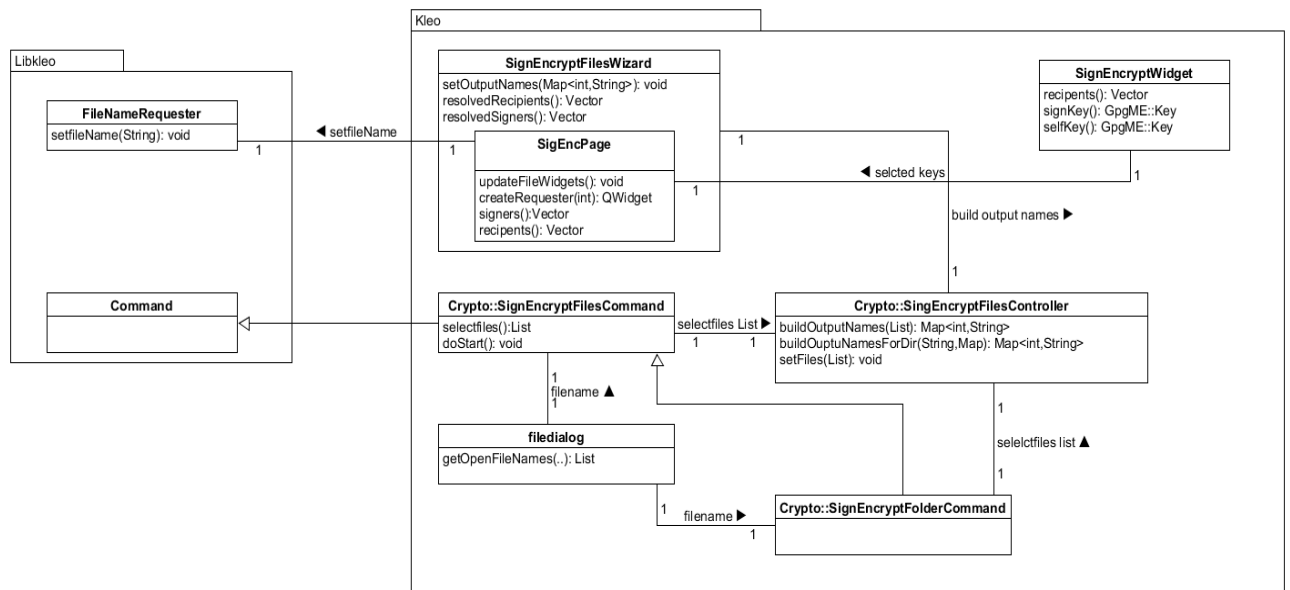 Kleo
Libkleo
SignEncryptFilesWizard
setOutputNames(Map<int,String>): void
resolvedRecipients(): Vector
resolvedSigners(): Vector
SignEncryptWidget
recipents(): Vector
signKey(): GpgME::Key
selfKey(): GpgME::Key
FileNameRequester
setfileName(String): void
◀ setfileName
1
1
SigEncPage
updateFileWidgets(): void
createRequester(int): QWidget
signers():Vector
recipents(): Vector
1
◀ selcted keys
1
1
build output names ▶
1
Command
Crypto::SignEncryptFilesCommand
selectfiles():List
doStart(): void
selectfiles List ▶
1
1
Crypto::SingEncryptFilesController
buildOutputNames(List): Map<int,String>
buildOuptuNamesForDir(String,Map): Map<int,String>
setFiles(List): void
1
filename ▲
1
1
selelctfiles list ▲
1
filedialog
getOpenFileNames(..): List
1
filename ▶
1
Crypto::SignEncryptFolderCommand